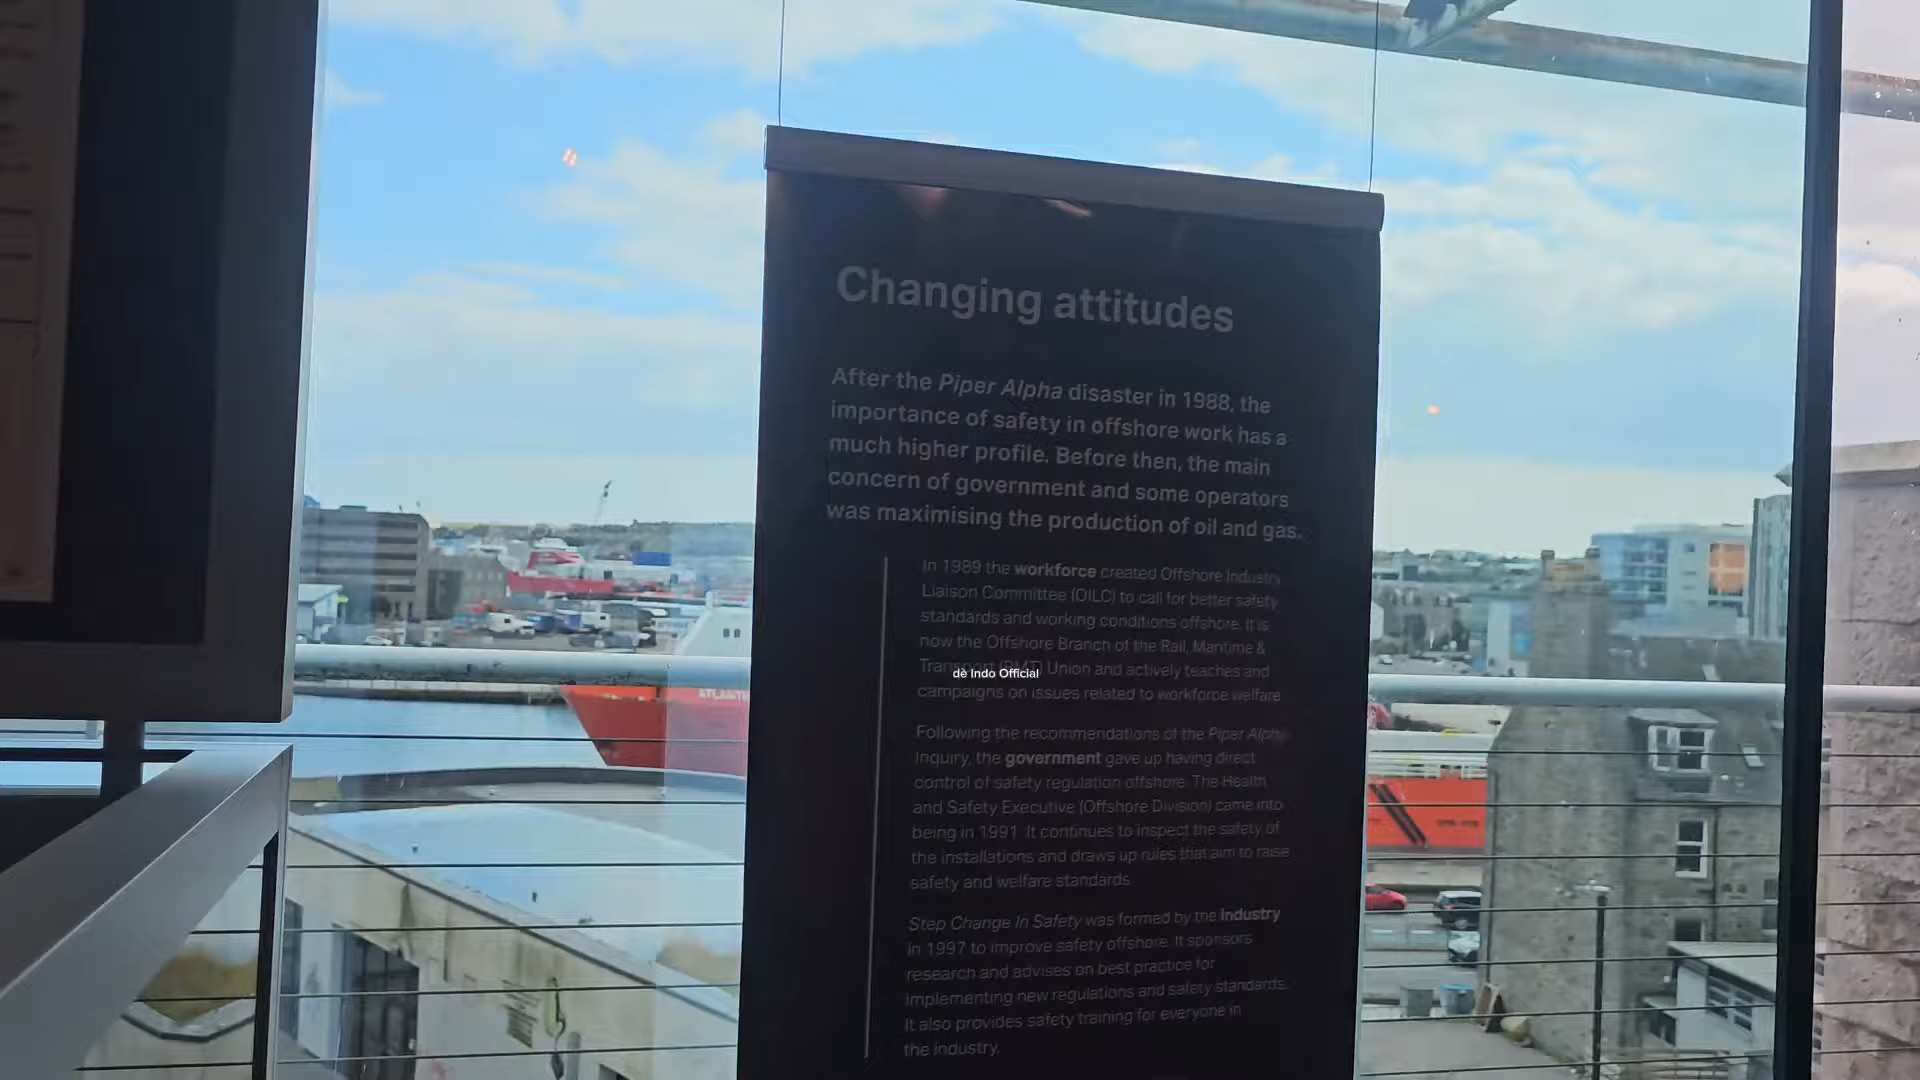 Changing attitudes
After the Piper Alpha disaster in 1988, the
importance of safety in offshore work has a
much higher profile. Before then, the main
concern of government and some operators
was maximising the production of oil and gas.
In 1989 the workforce created Offshore Industry
Liaison Committee (OILC) to call for better safety
standards and working conditions offshore. It is
now the Offshore Branch of the Rail, Maritime &
Transport (RMT) Union and actively teaches and
dè Indo Official
campaigns on issues related to workforce welfare
Following the recommendations of the Piper Alpha
Inquiry, the government gave up having direct
control of safety regulation offshore. The Health
and Safety Executive (Offshore Division) came into
being in 1991. It continues to inspect the safety of
the installations and draws up rules that aim to raise
safety and welfare standards.
Step Change In Safety was formed by the industry
in 1997 to improve safety offshore. It sponsors
research and advises on best practice for
implementing new regulations and safety standards.
It also provides safety training for everyone in
the industry.
ATLANTI